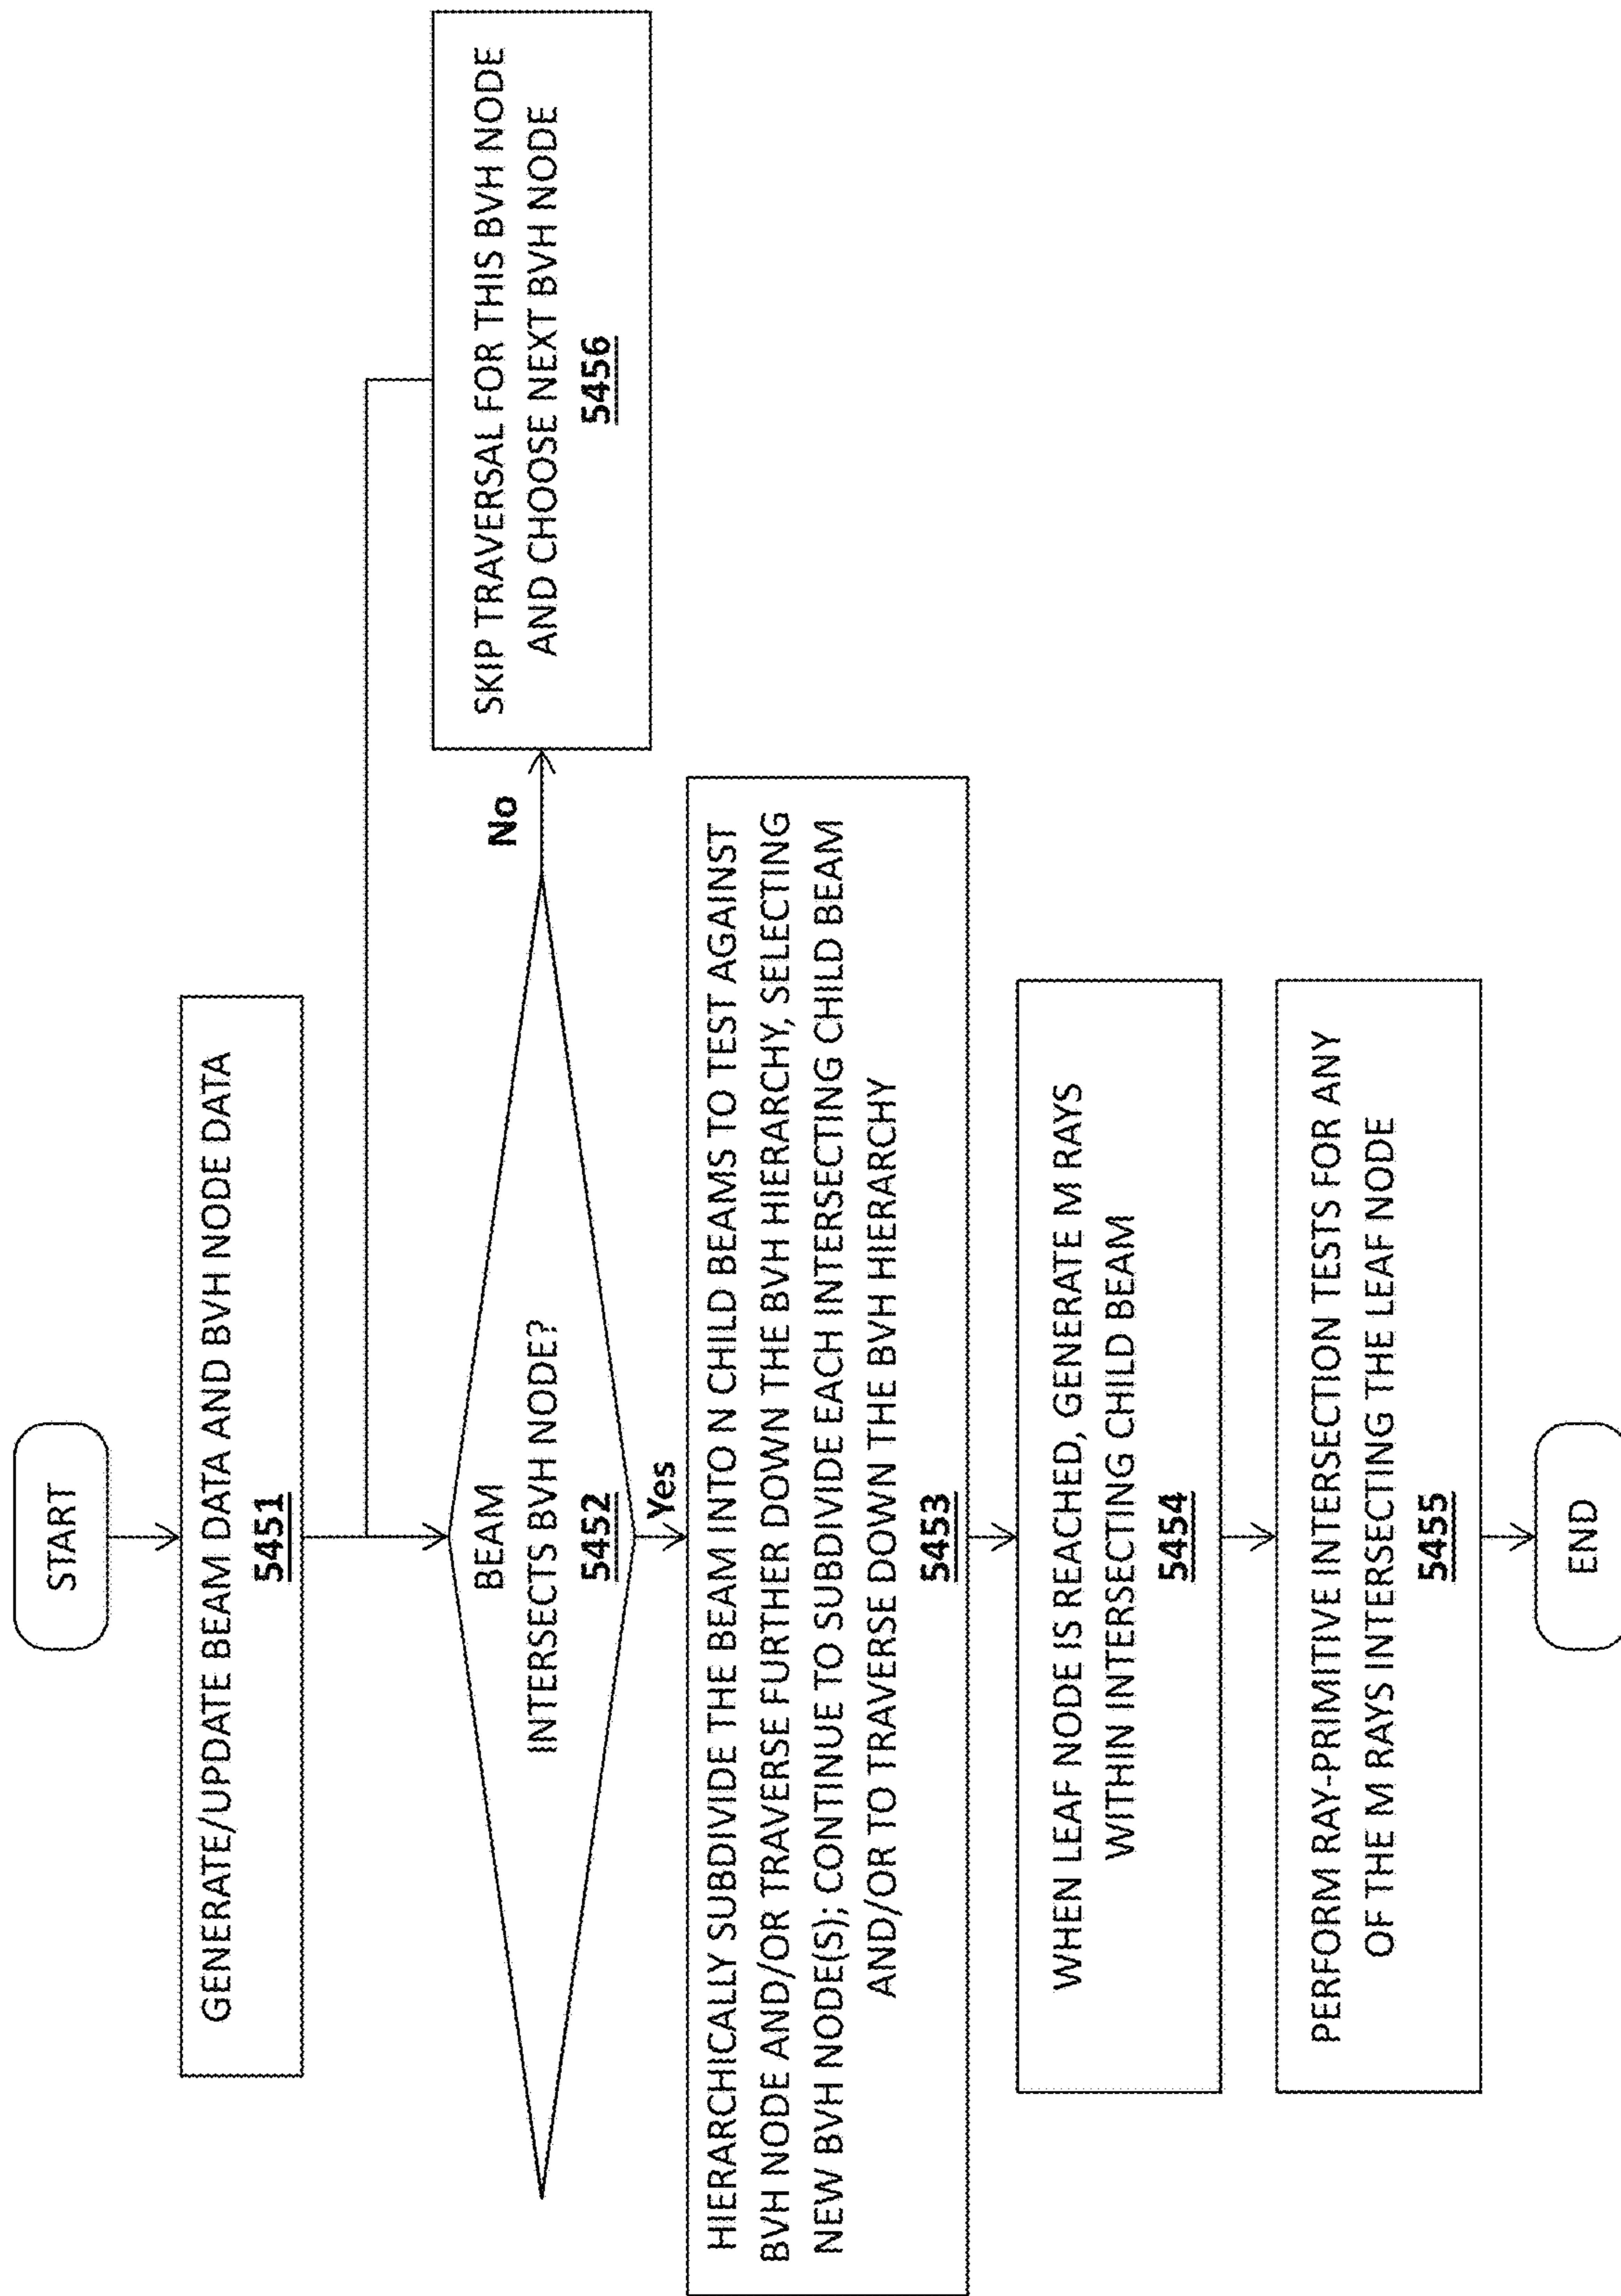 START
GENERATE/UPDATE BEAM DATA AND BVH NODE DATA
5451
BEAM
INTERSECTS BVH NODE?
5452
No
SKIP TRAVERSAL FOR THIS BVH NODE
AND CHOOSE NEXT BVH NODE
5456
Yes
HIERARCHICALLY SUBDIVIDE THE BEAM INTO N CHILD BEAMS TO TEST AGAINST
BVH NODE AND/OR TRAVERSE FURTHER DOWN THE BVH HIERARCHY, SELECTING
NEW BVH NODE(S); CONTINUE TO SUBDIVIDE EACH INTERSECTING CHILD BEAM
AND/OR TO TRAVERSE DOWN THE BVH HIERARCHY
5453
WHEN LEAF NODE IS REACHED, GENERATE M RAYS
WITHIN INTERSECTING CHILD BEAM
5454
PERFORM RAY-PRIMITIVE INTERSECTION TESTS FOR ANY
OF THE M RAYS INTERSECTING THE LEAF NODE
5455
END